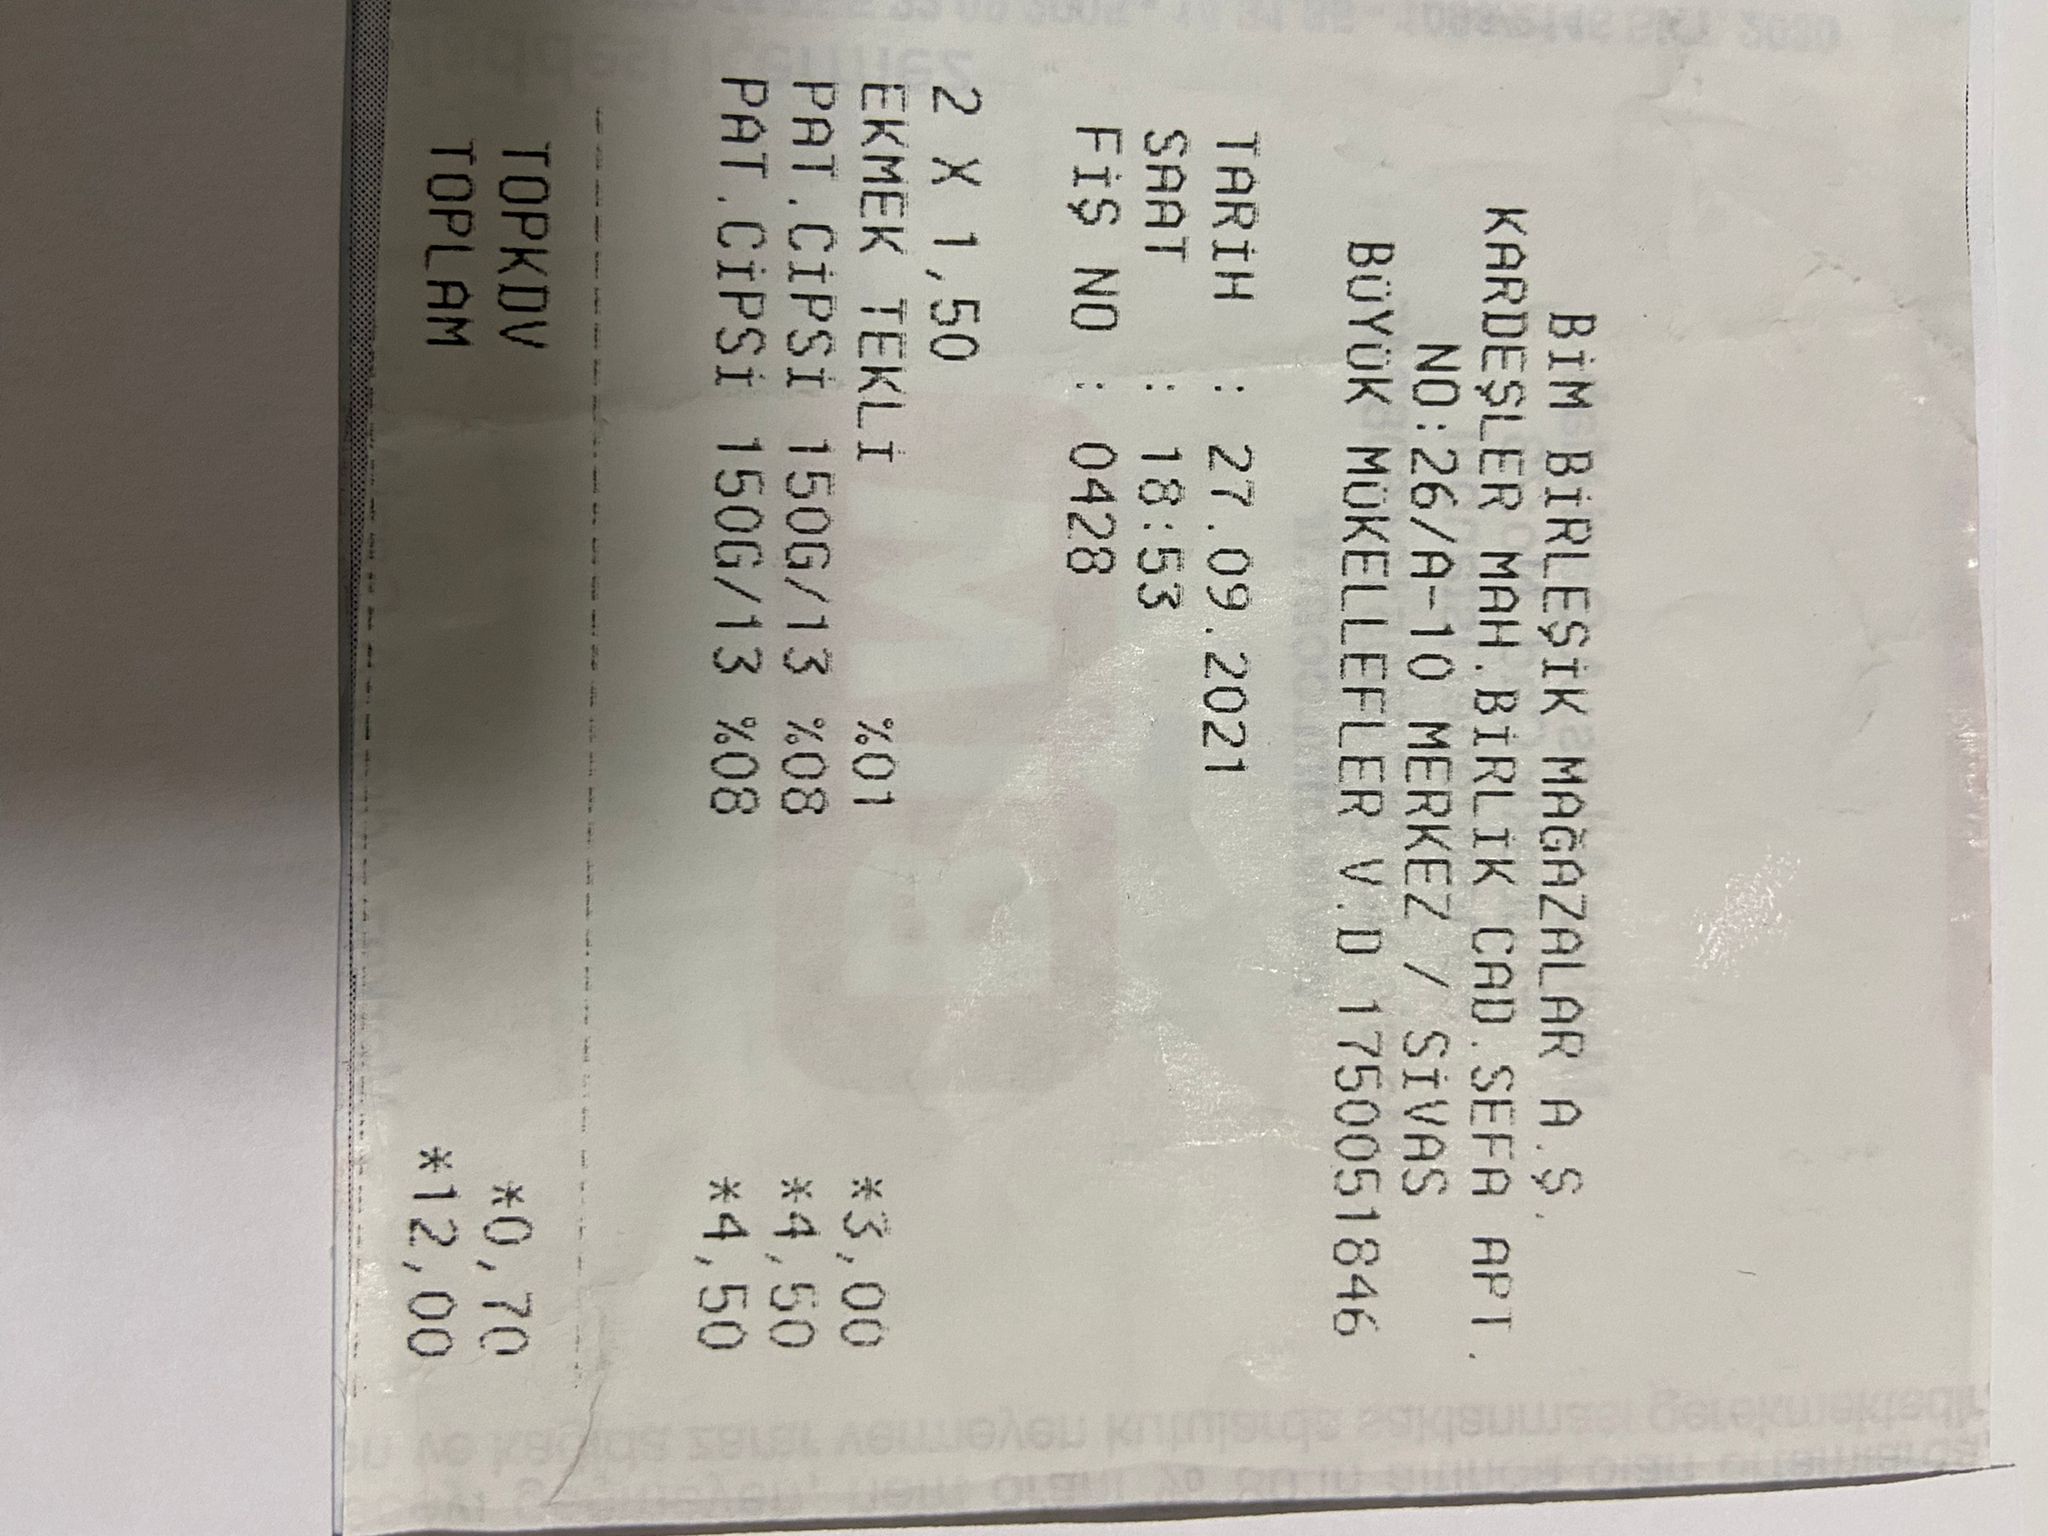 BİM BİRLEŞİK MAĞAZALAR A.Ş.
KARDEŞLER MAH.BİRLİK CAD.SEFA APT.
NO:26/A-10 MERKEZ / SİVAS
BÜYÜK MÜKELLEFLER V.D 1750051846
TARİH : 27.09.2021
SAAT : 18:53
FİŞ NO : 0428
2 X 1,50
EKMEK TEKLİ %01 *3,00
PAT.CİPSİ 150G/13 %08 *4,50
PAT.CİPSİ 150G/13 %08 *4,50
TOPKDV *0,70
TOPLAM *12,00